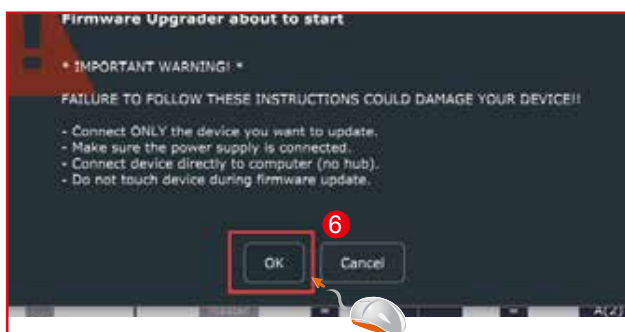 Firmware Upgrader about to start
* IMPORTANT WARNING! *
FAILURE TO FOLLOW THESE INSTRUCTIONS COULD DAMAGE YOUR DEVICE!!
- Connect ONLY the device you want to update.
- Make sure the power supply is connected.
- Connect device directly to computer (no hub).
- Do not touch device during firmware update.
6
OK Cancel
A(2)